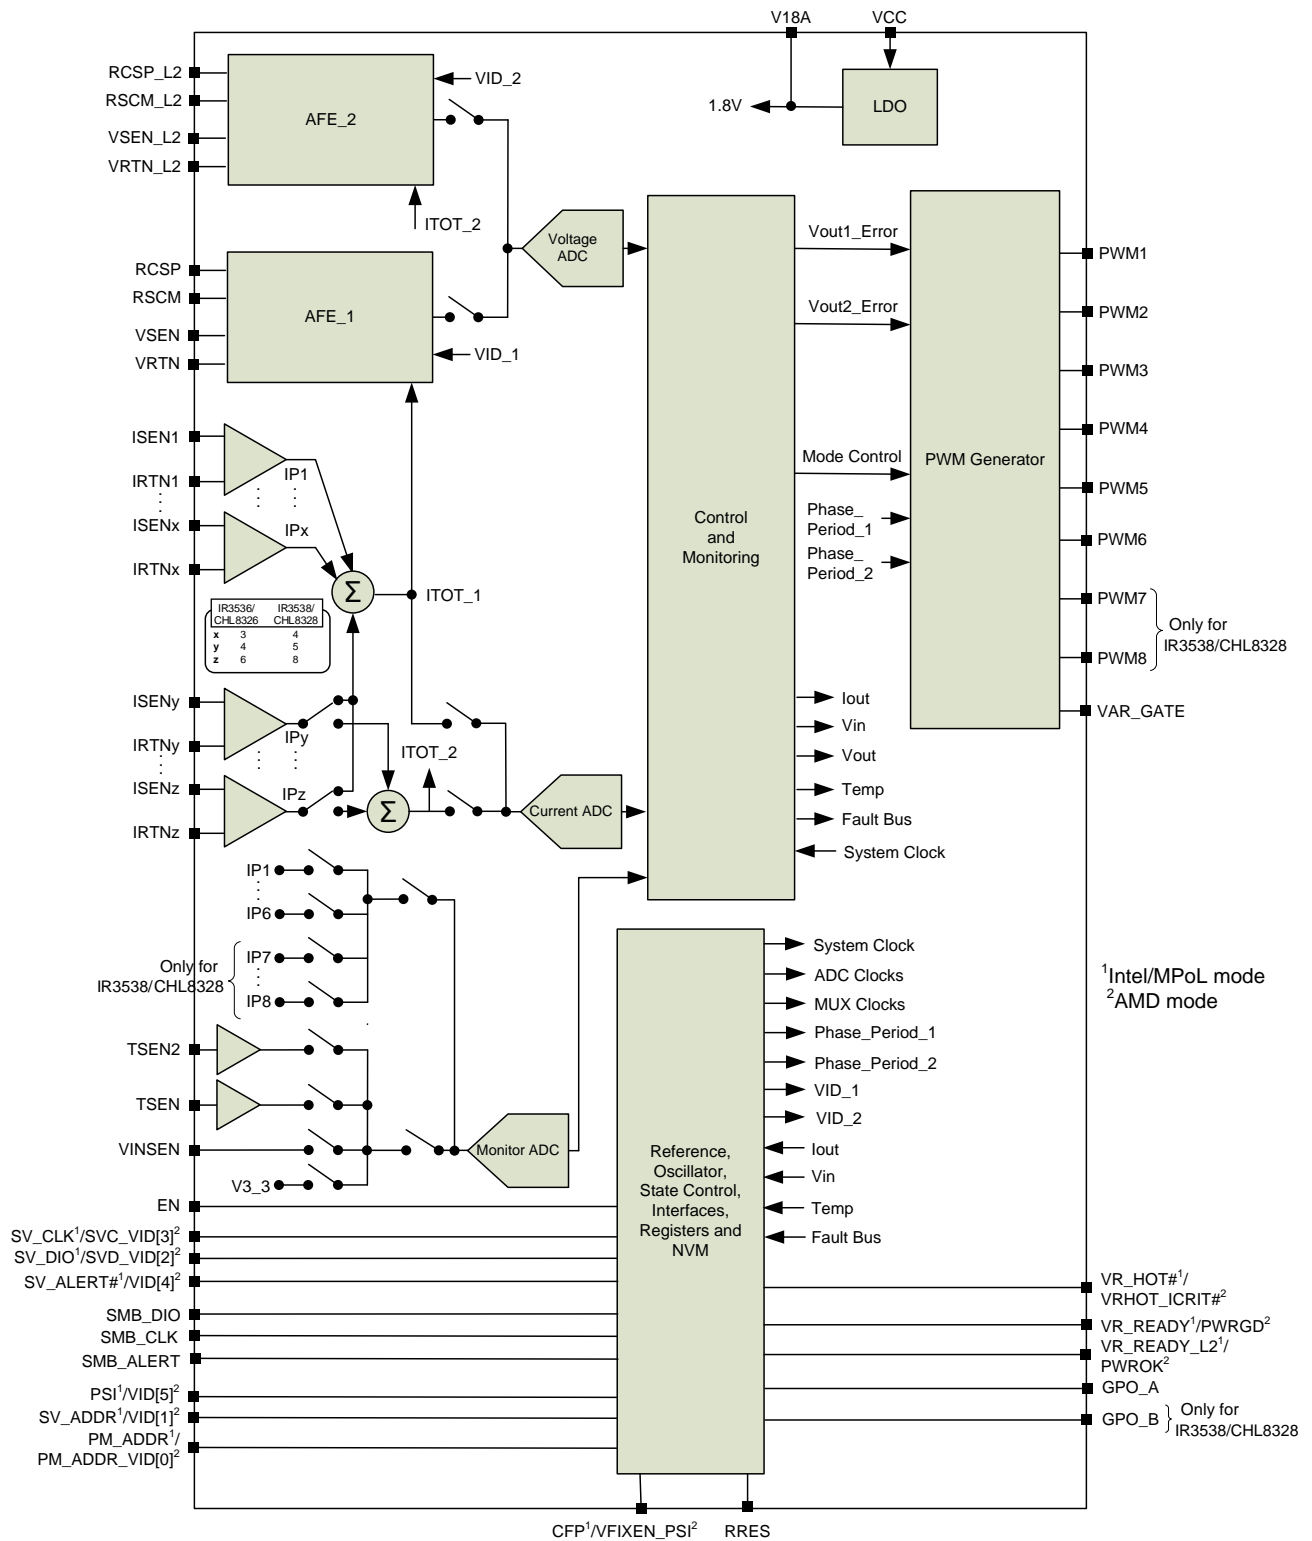 V18A
VCC
RCSP_L2
RSCM_L2
VSEN_L2
VRTN_L2
AFE_2
VID_2
ITOT_2
1.8V
LDO
RCSP
RSCM
VSEN
VRTN
AFE_1
VID_1
Voltage
ADC
Control
and
Monitoring
Vout1_Error
Vout2_Error
Mode Control
Phase_
Period_1
Phase_
Period_2
PWM Generator
PWM1
PWM2
PWM3
PWM4
PWM5
PWM6
PWM7
PWM8
Only for
IR3538/CHL8328
VAR_GATE
ISEN1
IRTN1
ISENx
IRTNx
IP1
IPx
Σ
ITOT_1
IR3536/ IR3538/
CHL8326 CHL8328
x 3 4
y 4 5
z 6 8
ISENy
IRTNy
ISENz
IRTNz
IPy
IPz
ITOT_2
Σ
Current ADC
Iout
Vin
Vout
Temp
Fault Bus
System Clock
IP1
IP6
IP7
IP8
Only for
IR3538/CHL8328
TSEN2
TSEN
VINSEN
V3_3
Monitor ADC
EN
SV_CLK¹/SVC_VID[3]²
SV_DIO¹/SVD_VID[2]²
SV_ALERT#¹/VID[4]²
SMB_DIO
SMB_CLK
SMB_ALERT
PSI¹/VID[5]²
SV_ADDR¹/VID[1]²
PM_ADDR¹/
PM_ADDR_VID[0]²
Reference,
Oscillator,
State Control,
Interfaces,
Registers and
NVM
System Clock
ADC Clocks
MUX Clocks
Phase_Period_1
Phase_Period_2
VID_1
VID_2
Iout
Vin
Temp
Fault Bus
¹Intel/MPoL mode
²AMD mode
VR_HOT#¹/
VRHOT_ICRIT#²
VR_READY¹/PWRGD²
VR_READY_L2¹/
PWROK²
GPO_A
GPO_B
Only for
IR3538/CHL8328
CFP¹/VFIXEN_PSI²
RRES